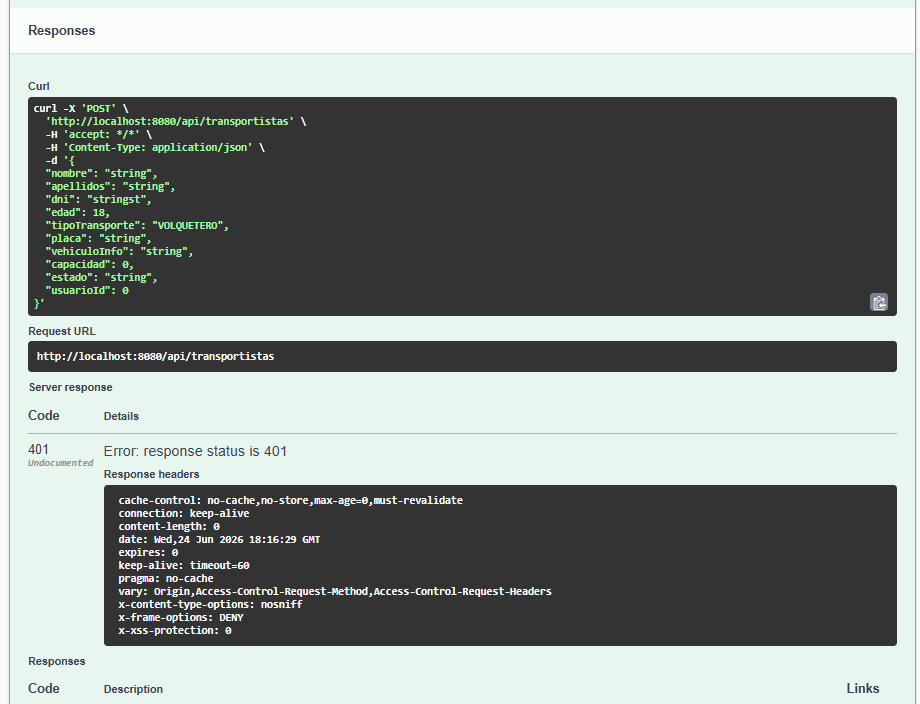 Responses
Curl
curl -X 'POST' \
  'http://localhost:8080/api/transportistas' \
  -H 'accept: */*' \
  -H 'Content-Type: application/json' \
  -d '{
  "nombre": "string",
  "apellidos": "string",
  "dni": "stringst",
  "edad": 18,
  "tipoTransporte": "VOLQUETERO",
  "placa": "string",
  "vehiculoInfo": "string",
  "capacidad": 0,
  "estado": "string",
  "usuarioId": 0
}'
Request URL
http://localhost:8080/api/transportistas
Server response
Code Details
401 Error: response status is 401
Undocumented
Response headers
cache-control: no-cache,no-store,max-age=0,must-revalidate
connection: keep-alive
content-length: 0
date: Wed,24 Jun 2026 18:16:29 GMT
expires: 0
keep-alive: timeout=60
pragma: no-cache
vary: Origin,Access-Control-Request-Method,Access-Control-Request-Headers
x-content-type-options: nosniff
x-frame-options: DENY
x-xss-protection: 0
Responses
Code Description Links